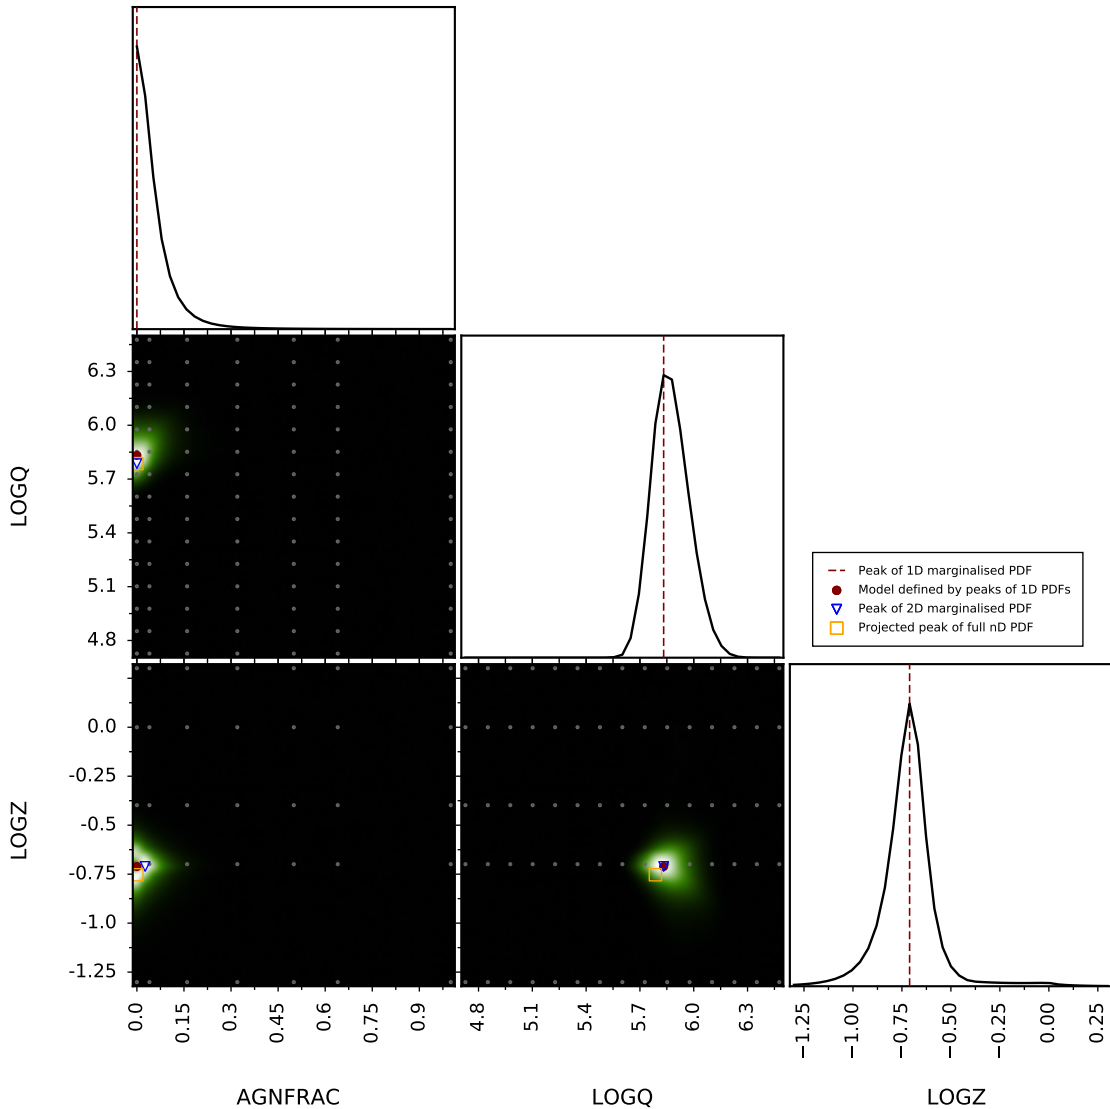 6.3
6.0
5.7
5.4
5.1
4.8
LOGQ
Peak of 1D marginalised PDF
Model defined by peaks of 1D PDFs
Peak of 2D marginalised PDF
Projected peak of full nD PDF
0.0
-0.25
-0.5
-0.75
-1.0
-1.25
LOGZ
0.0 0.15 0.3 0.45 0.6 0.75 0.9
4.8 5.1 5.4 5.7 6.0 6.3
−1.25 −1.00 −0.75 −0.50 −0.25 0.00 0.25
AGNFRAC LOGQ LOGZ